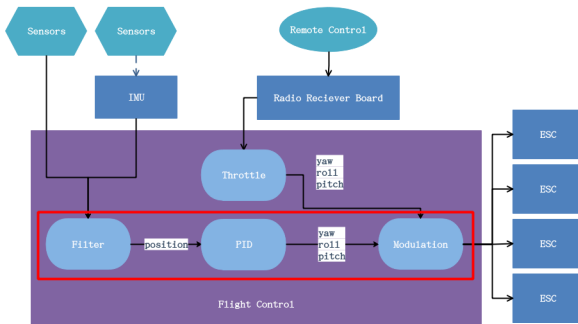 Sensors
Sensors
Remote Control
IMU
Radio Reciever Board
ESC
Throttle
yaw
roll
pitch
ESC
Filter
position
PID
yaw
roll
pitch
Modulation
ESC
ESC
Flight Control